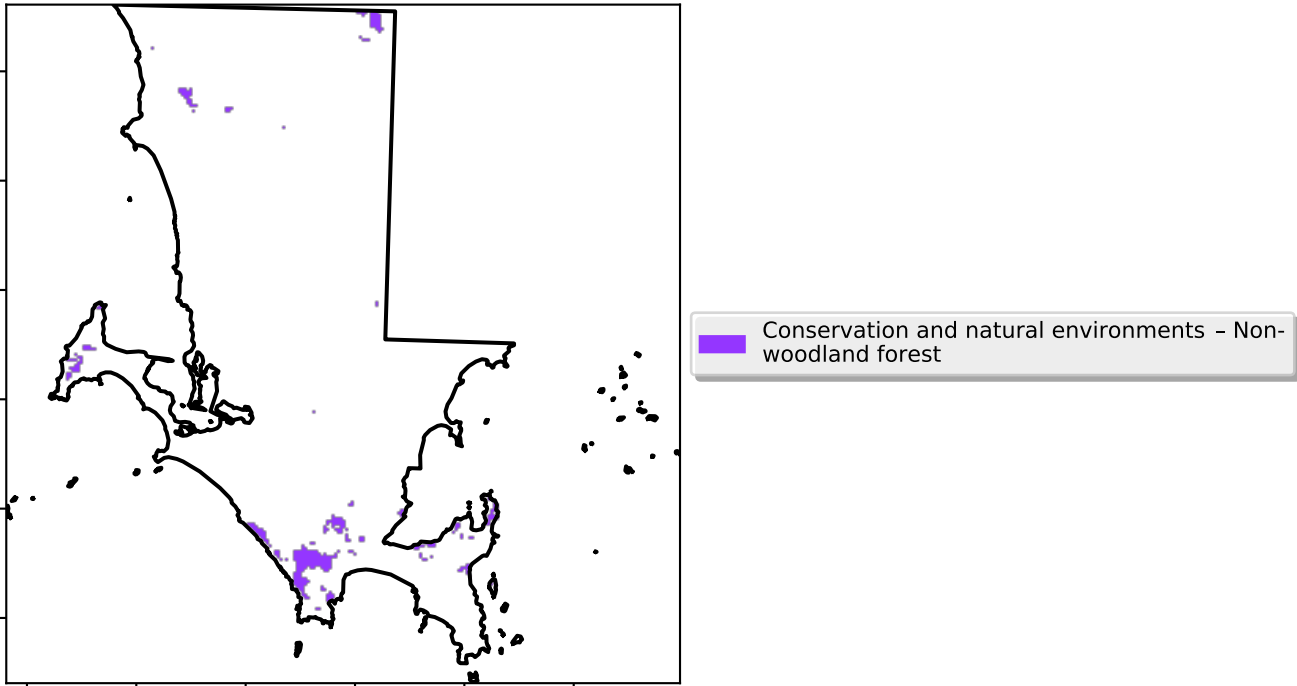 Conservation and natural environments – Non-
woodland forest